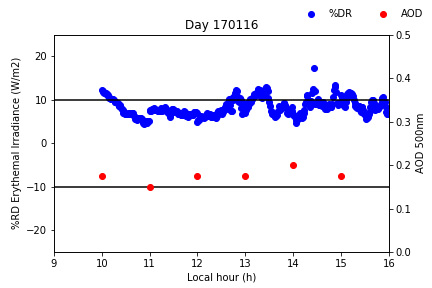 %DR AOD
Day 170116
%RD Erythemal Irradiance (W/m2)
20
10
0
−10
−20
0.5
0.4
0.3
0.2
0.1
0.0
AOD 500nm
9 10 11 12 13 14 15 16
Local hour (h)